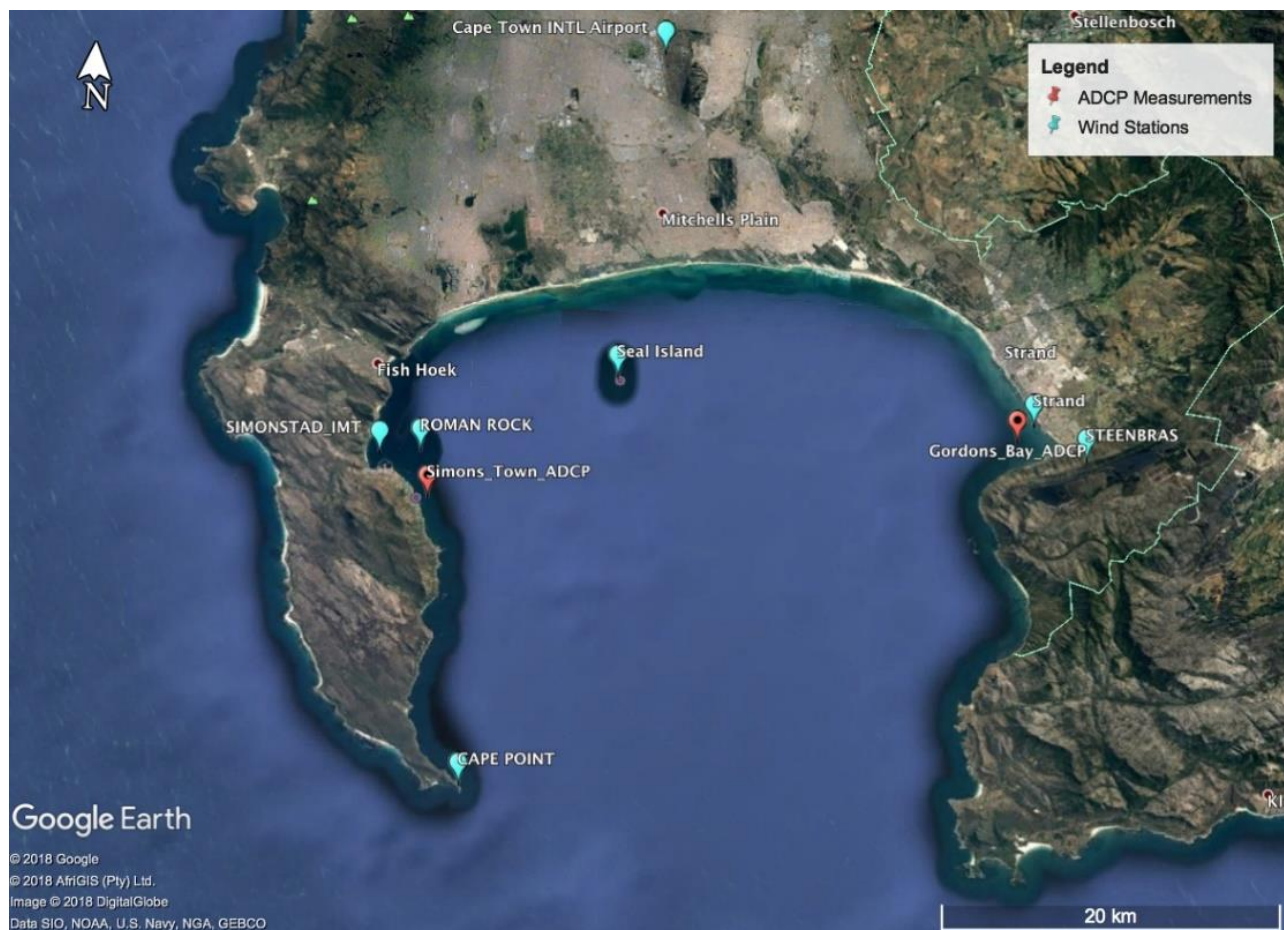 Cape Town INTL Airport
Stellenbosch
N
Legend
ADCP Measurements
Wind Stations
Mitchells Plain
Seal Island
Strand
Fish Hoek
Strand
SIMONSTAD_IMT
ROMAN ROCK
STEENBRAS
Gordons_Bay_ADCP
Simons_Town_ADCP
CAPE POINT
Kl
Google Earth
© 2018 Google
© 2018 AfriGIS (Pty) Ltd.
Image © 2018 DigitalGlobe
Data SIO, NOAA, U.S. Navy, NGA, GEBCO
20 km